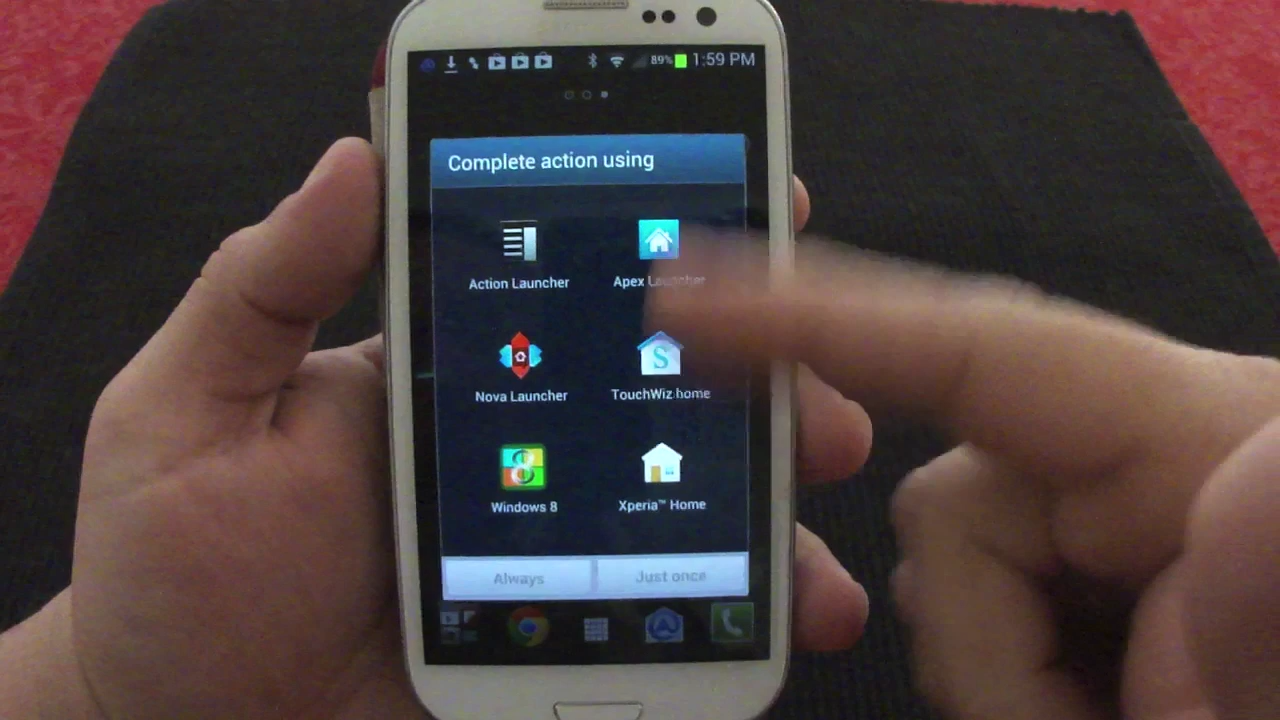 89% 1:59 PM
Complete action using
Action Launcher
Apex Launcher
Nova Launcher
TouchWiz home
S
Windows 8
8
Xperia™ Home
Always
Just once